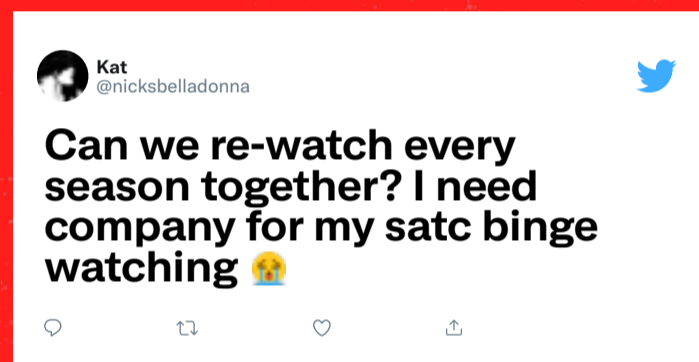 Kat
@nicksbelladonna
Can we re-watch every
season together? I need
company for my satc binge
watching 😭